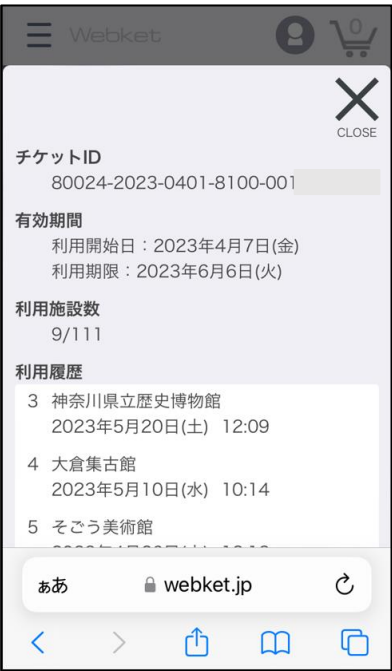 Webket
0
CLOSE
チケットID
80024-2023-0401-8100-001
有効期間
利用開始日：2023年4月7日(金)
利用期限：2023年6月6日(火)
利用施設数
9/111
利用履歴
3 神奈川県立歴史博物館
2023年5月20日(土) 12:09
4 大倉集古館
2023年5月10日(水) 10:14
5 そごう美術館
ぁあ webket.jp